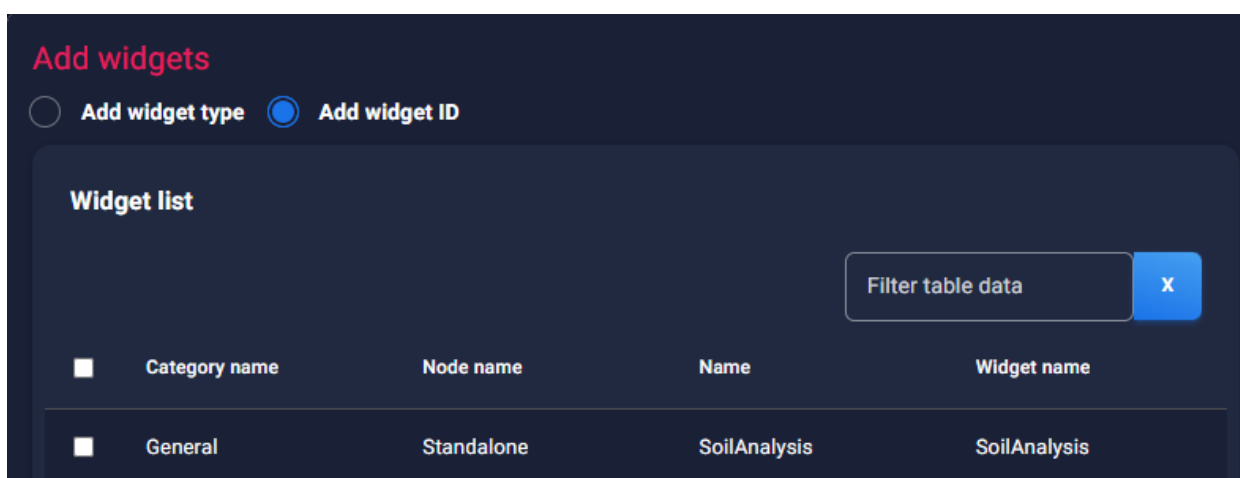 Add widgets
Add widget type Add widget ID
Widget list
Filter table data X
Category name Node name Name Widget name
General Standalone SoilAnalysis SoilAnalysis